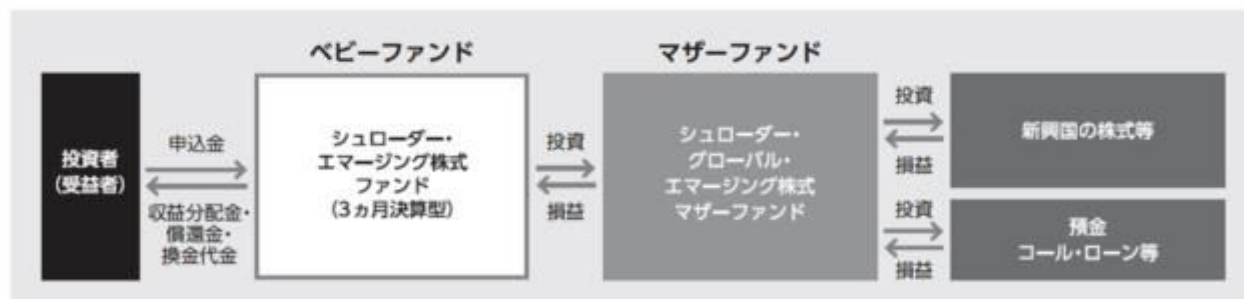 ベビーファンド
マザーファンド
投資者
(受益者)
申込金
収益分配金・
償還金・
換金代金
シュローダー・
エマージング株式
ファンド
(3ヵ月決算型)
投資
損益
シュローダー・
グローバル・
エマージング株式
マザーファンド
投資
損益
新興国の株式等
投資
損益
預金
コール・ローン等